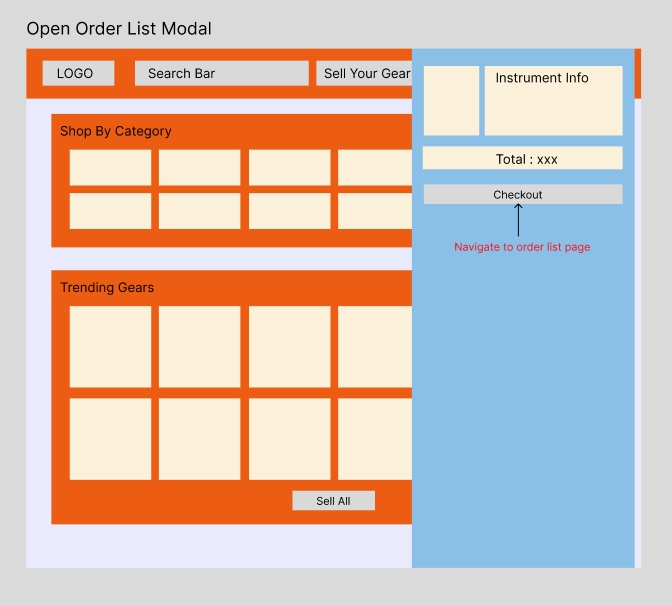 Open Order List Modal
LOGO
Search Bar
Sell Your Gear
Instrument Info
Shop By Category
Total : xxx
Checkout
Navigate to order list page
Trending Gears
Sell All